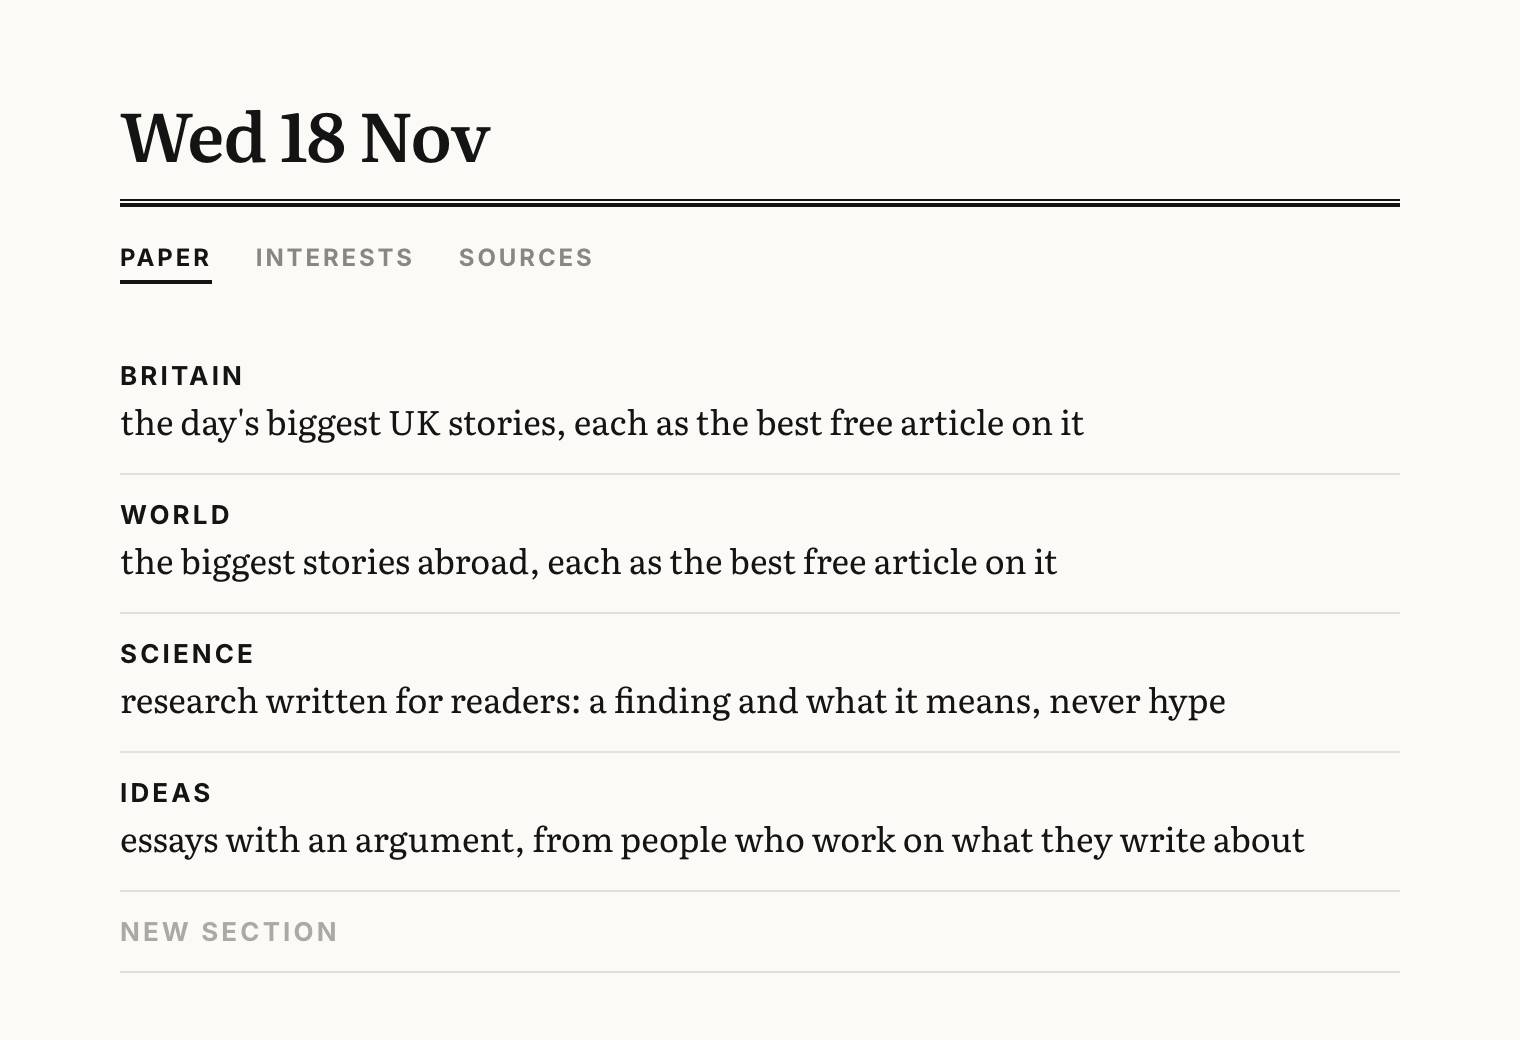 Wed 18 Nov
PAPER INTERESTS SOURCES
BRITAIN
the day's biggest UK stories, each as the best free article on it
WORLD
the biggest stories abroad, each as the best free article on it
SCIENCE
research written for readers: a finding and what it means, never hype
IDEAS
essays with an argument, from people who work on what they write about
NEW SECTION